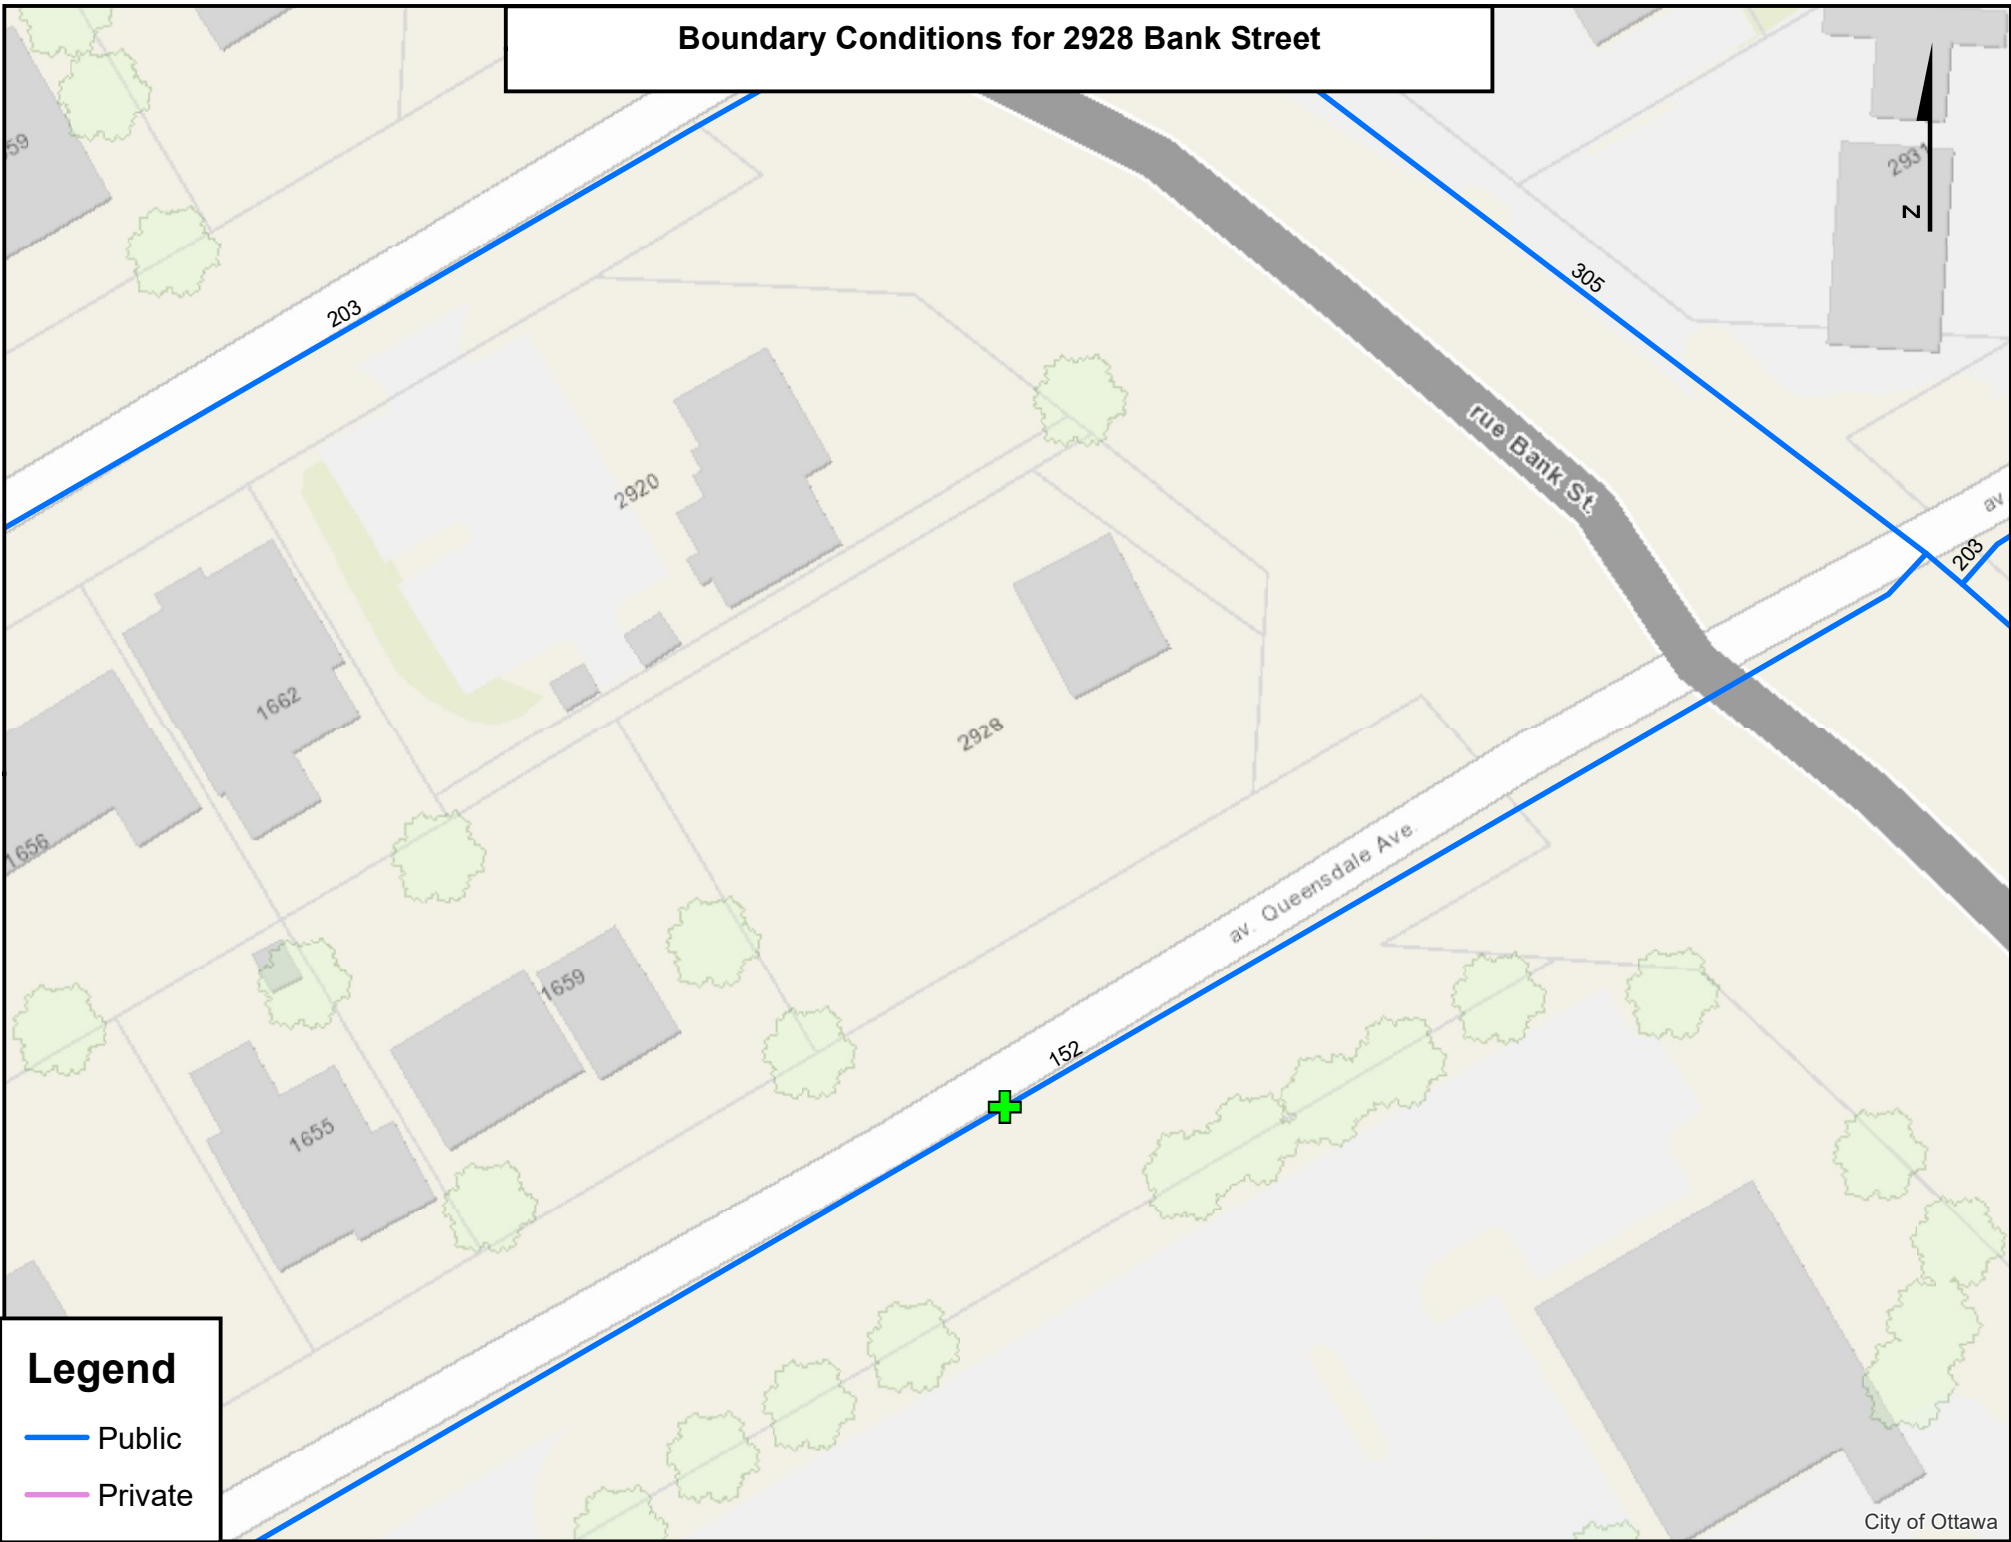 Boundary Conditions for 2928 Bank Street
59
2931
N
305
203
rue Bank St.
av
203
2920
1662
2928
1656
av. Queensdale Ave.
1659
152
1655
Legend
Public
Private
City of Ottawa